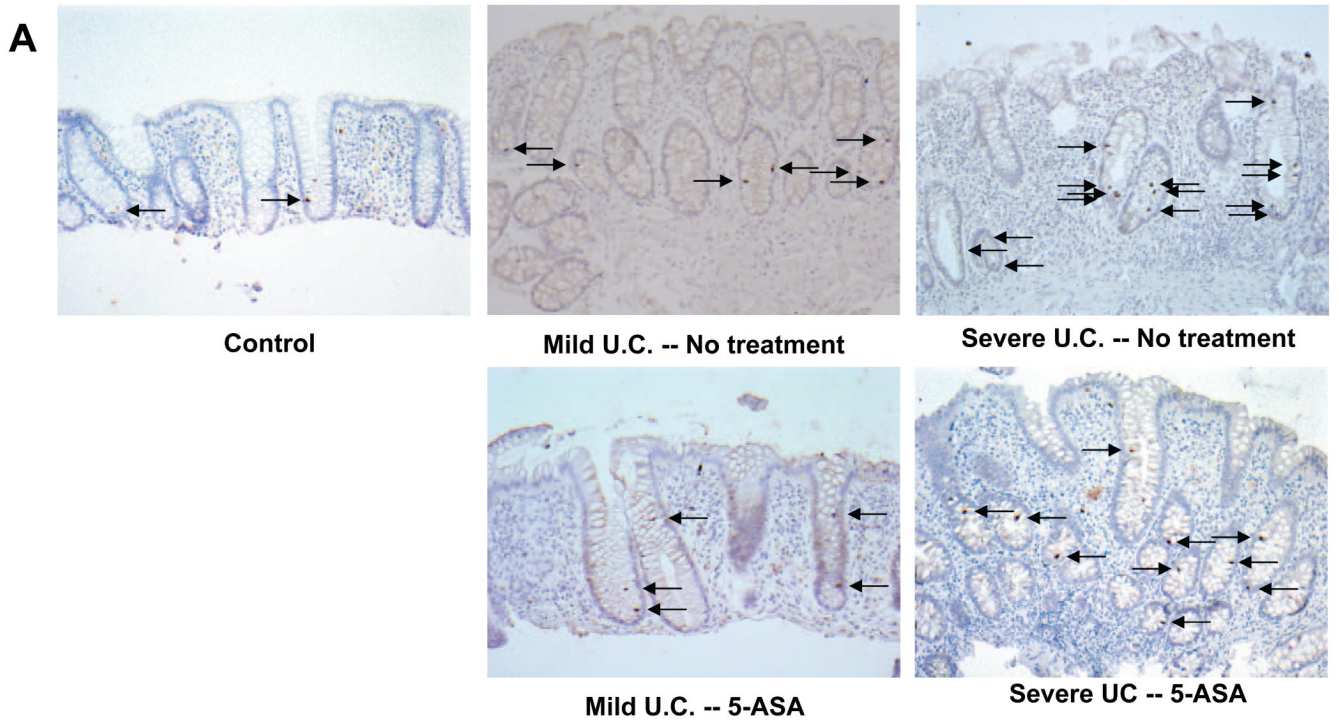 A
Control
Mild U.C. -- No treatment
Severe U.C. -- No treatment
Mild U.C. -- 5-ASA
Severe UC -- 5-ASA